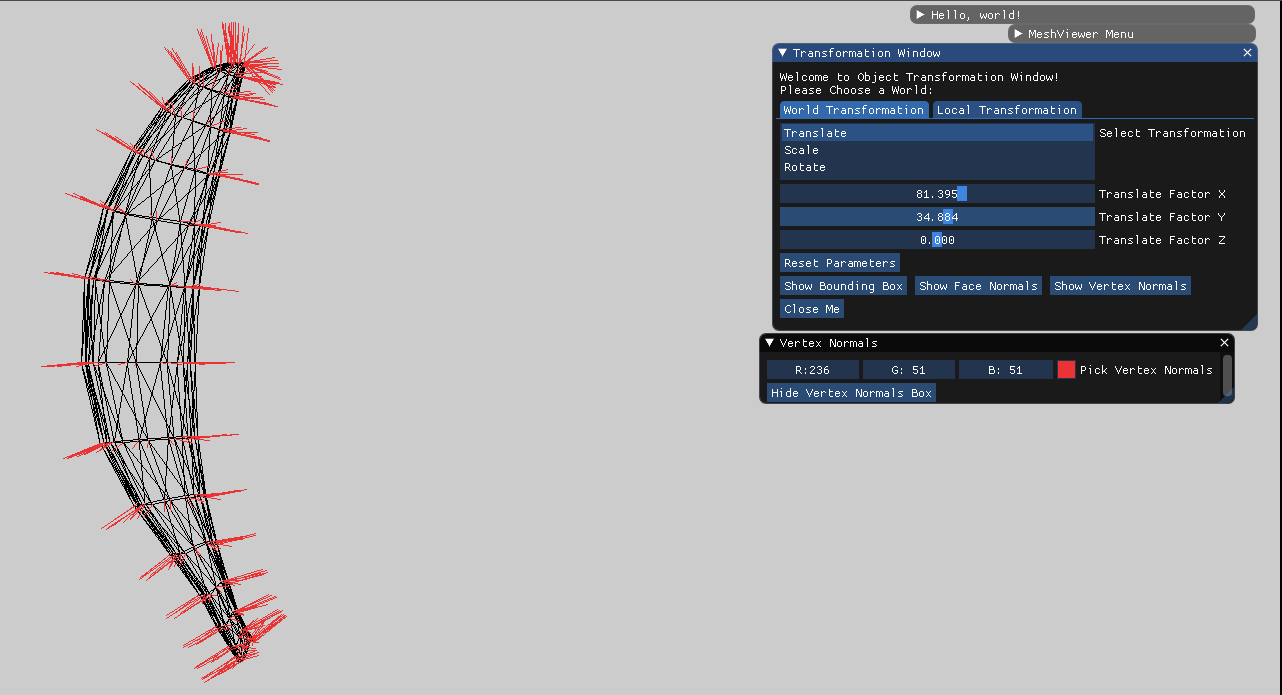 Hello, world!
MeshViewer Menu
Transformation Window
Welcome to Object Transformation Window!
Please Choose a World:
World Transformation Local Transformation
Translate Select Transformation
Scale
Rotate
81.395 Translate Factor X
34.884 Translate Factor Y
0.000 Translate Factor Z
Reset Parameters
Show Bounding Box Show Face Normals Show Vertex Normals
Close Me
Vertex Normals
R:236 G: 51 B: 51 Pick Vertex Normals
Hide Vertex Normals Box